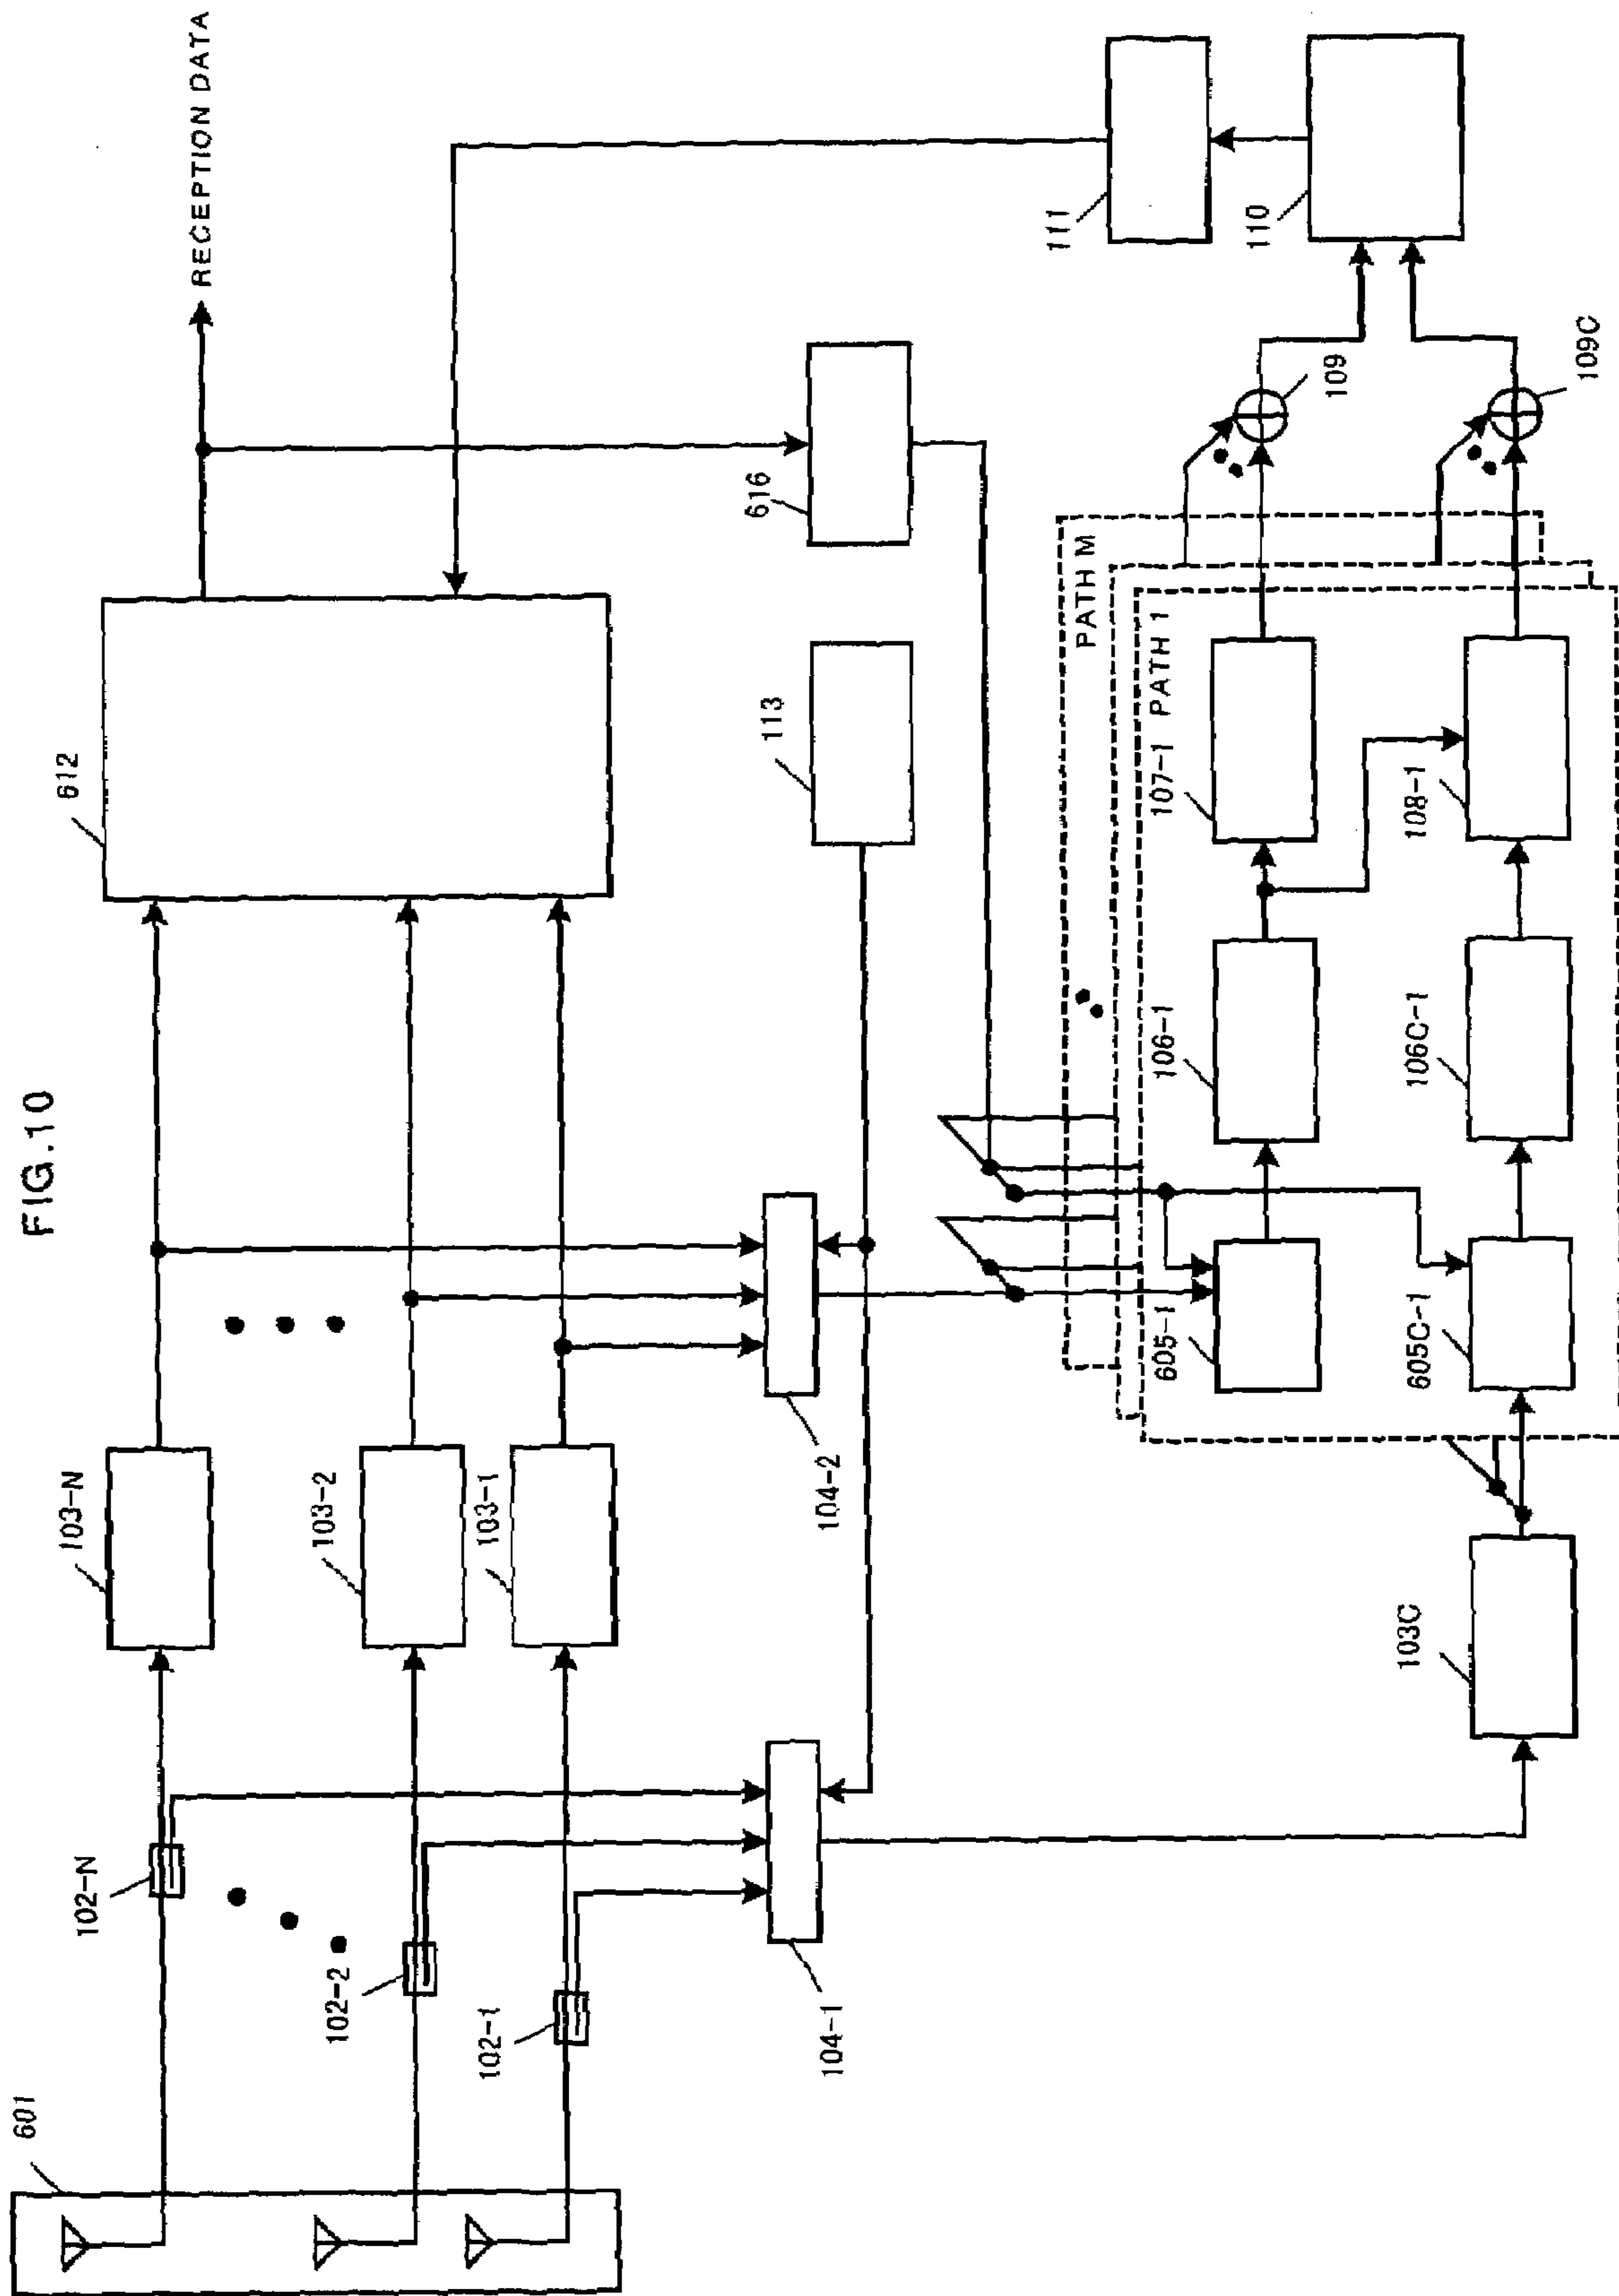 FIG.10
601
102-N
102-2
102-1
103-N
103-2
103-1
104-1
104-2
103C
612
RECEPTION DATA
616
113
111
110
109
109C
PATH M
PATH 1
605-1
106-1
107-1
605C-1
106C-1
108-1